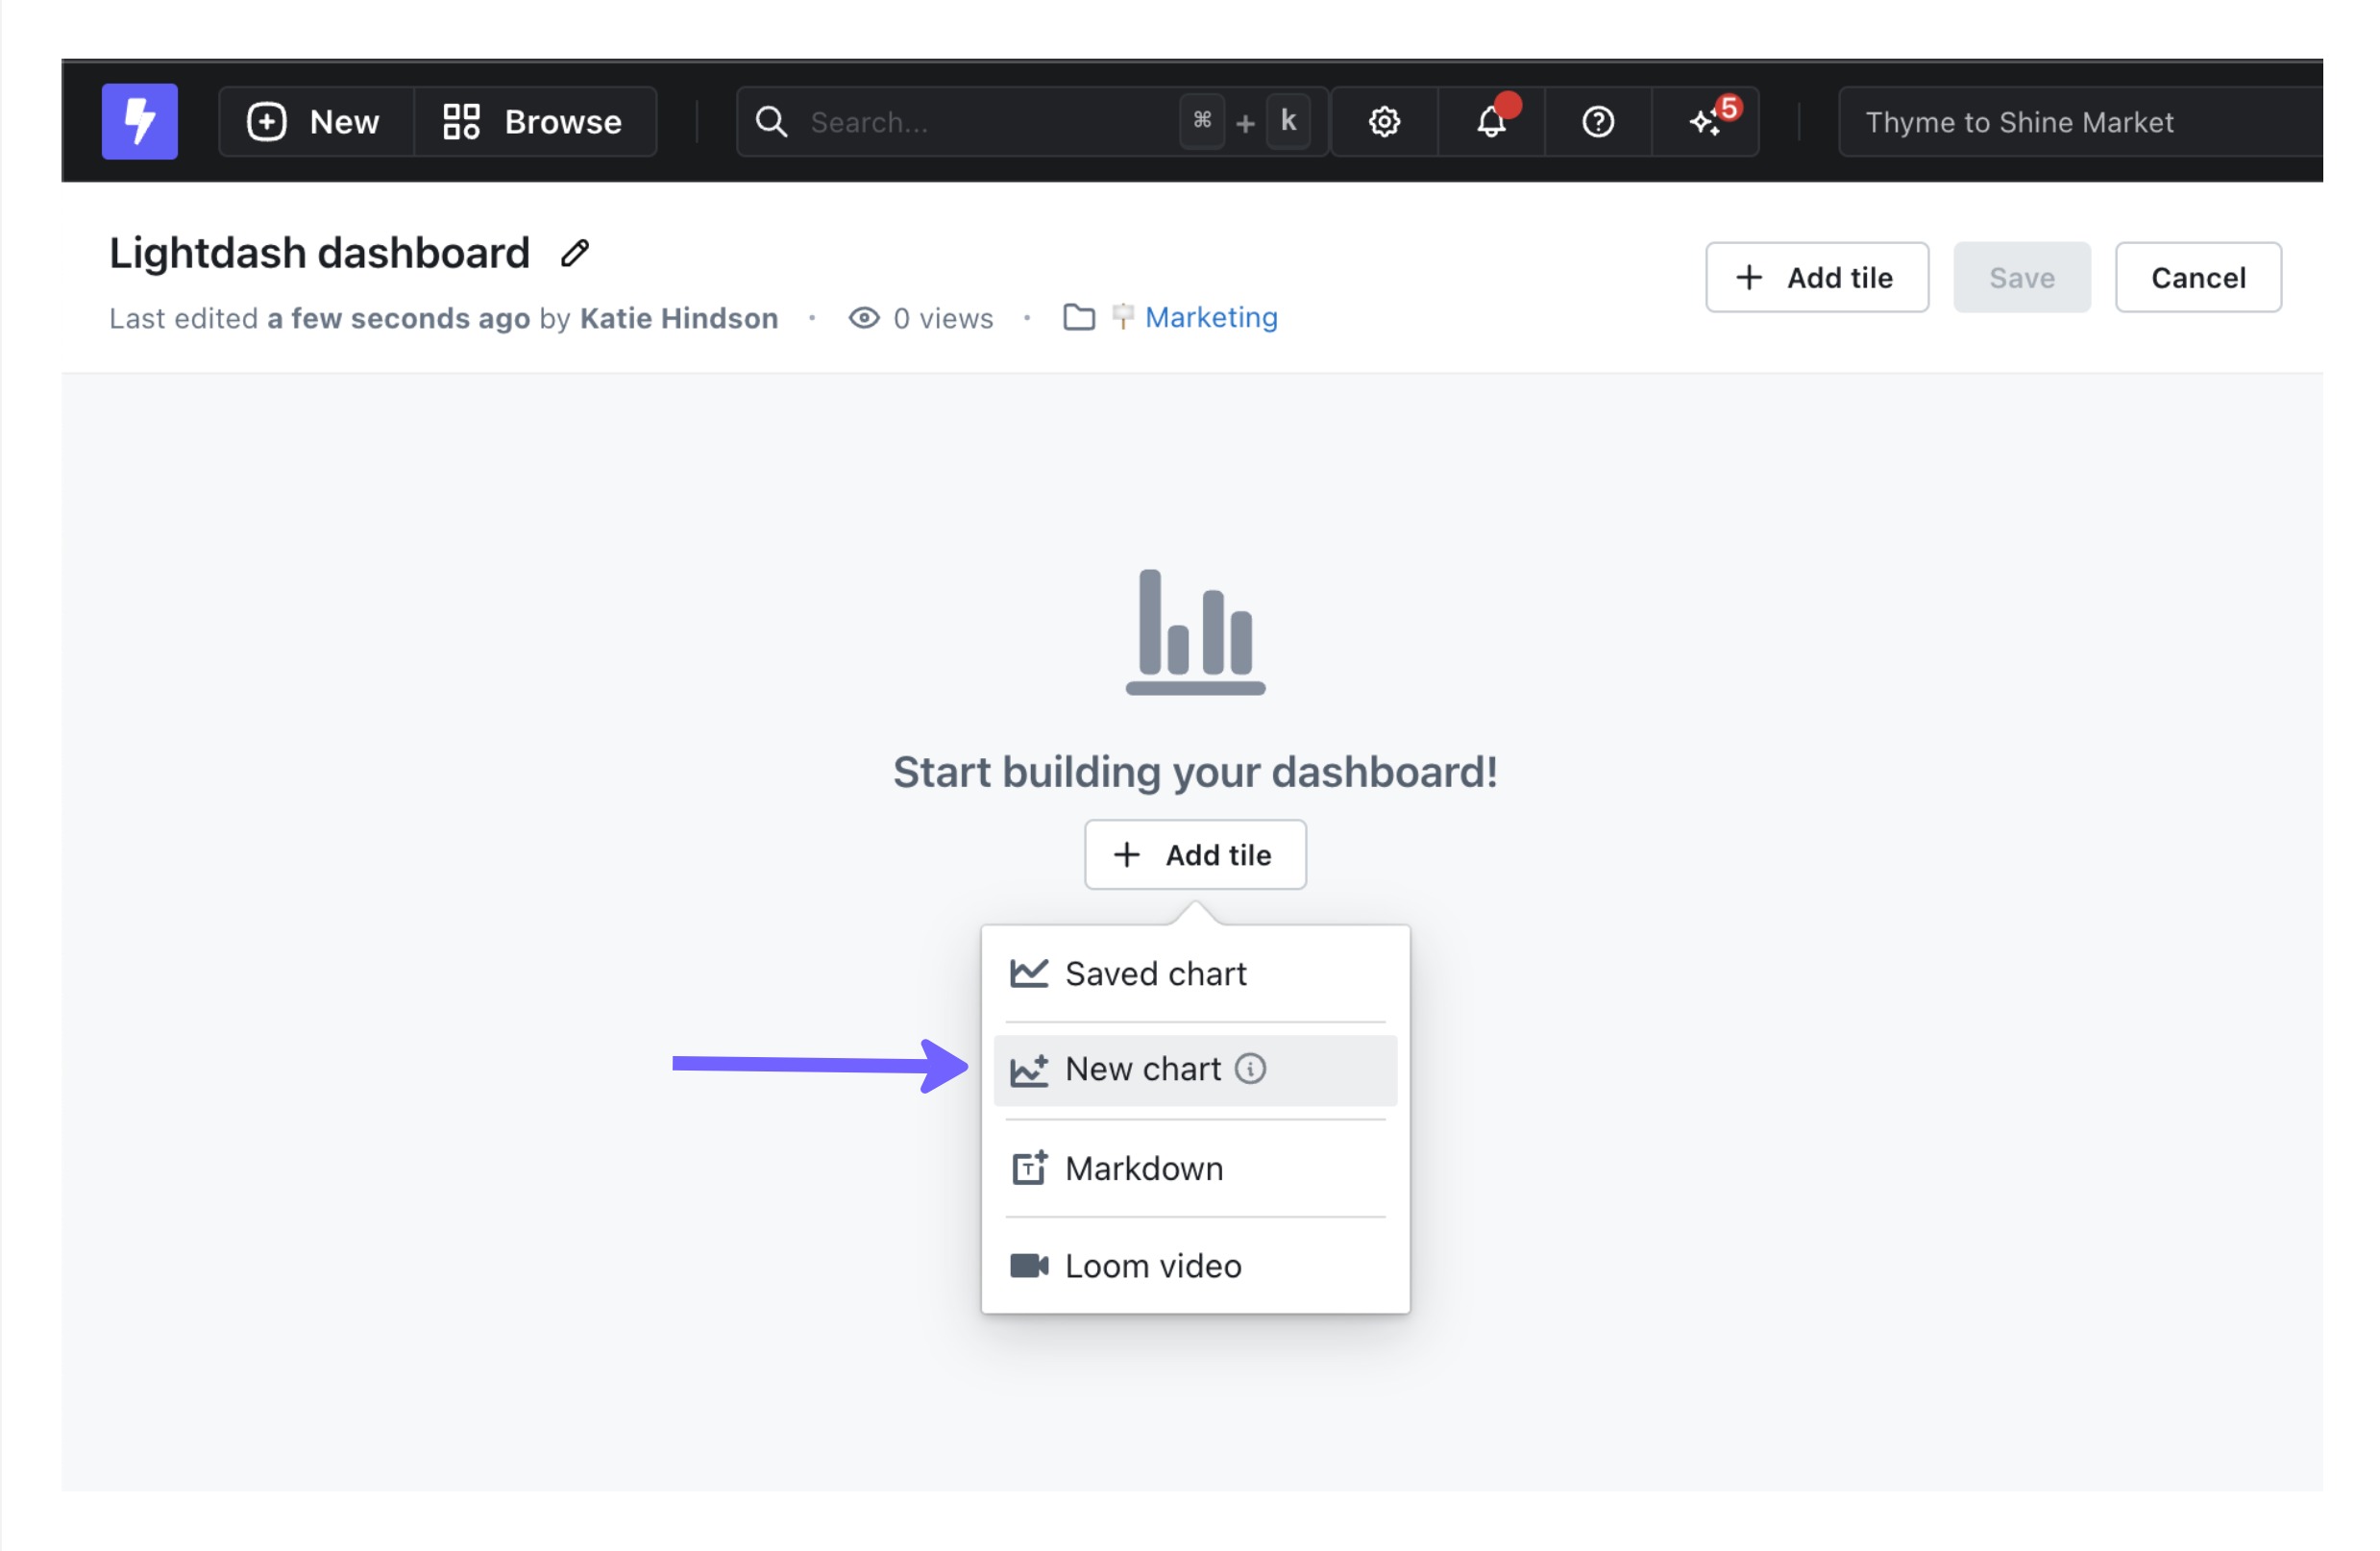 New Browse Search... ⌘ + k 5 Thyme to Shine Market
Lightdash dashboard
+ Add tile Save Cancel
Last edited a few seconds ago by Katie Hindson · 0 views · Marketing
Start building your dashboard!
+ Add tile
Saved chart
New chart
Markdown
Loom video